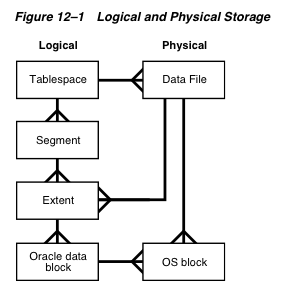 Figure 12–1 Logical and Physical Storage
Logical
Physical
Tablespace
Data File
Segment
Extent
Oracle data
block
OS block